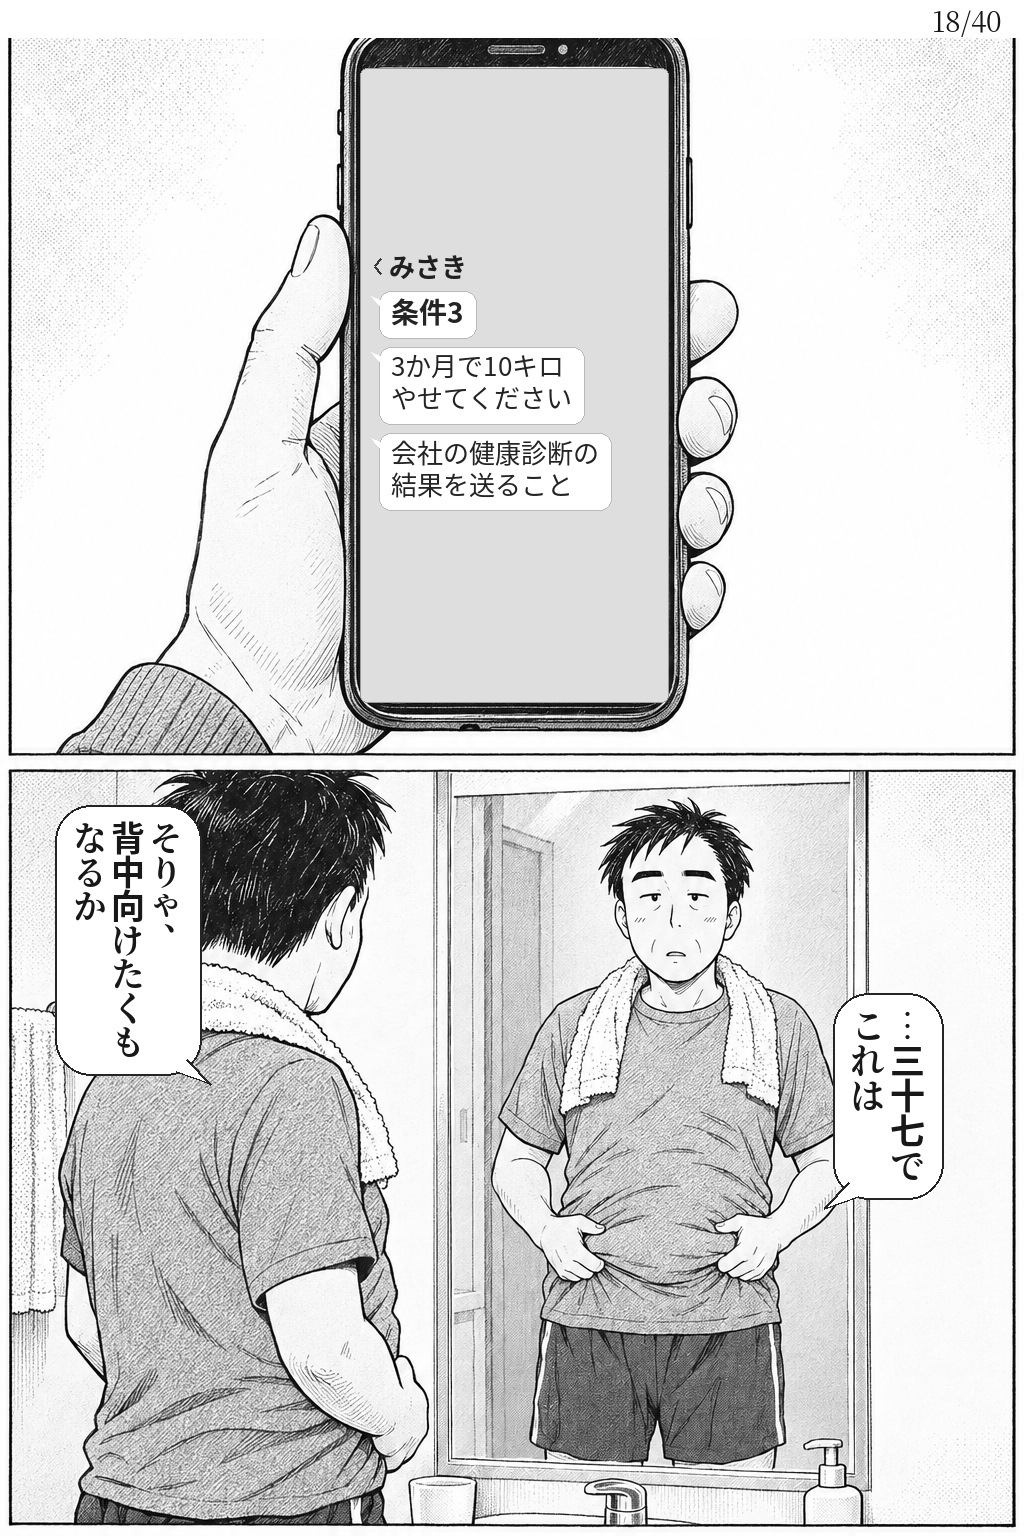 18/40
みさき
条件3
3か月で10キロ
やせてください
会社の健康診断の
結果を送ること
…三十七で
これは
そりゃ、
背中向けたくも
なるか